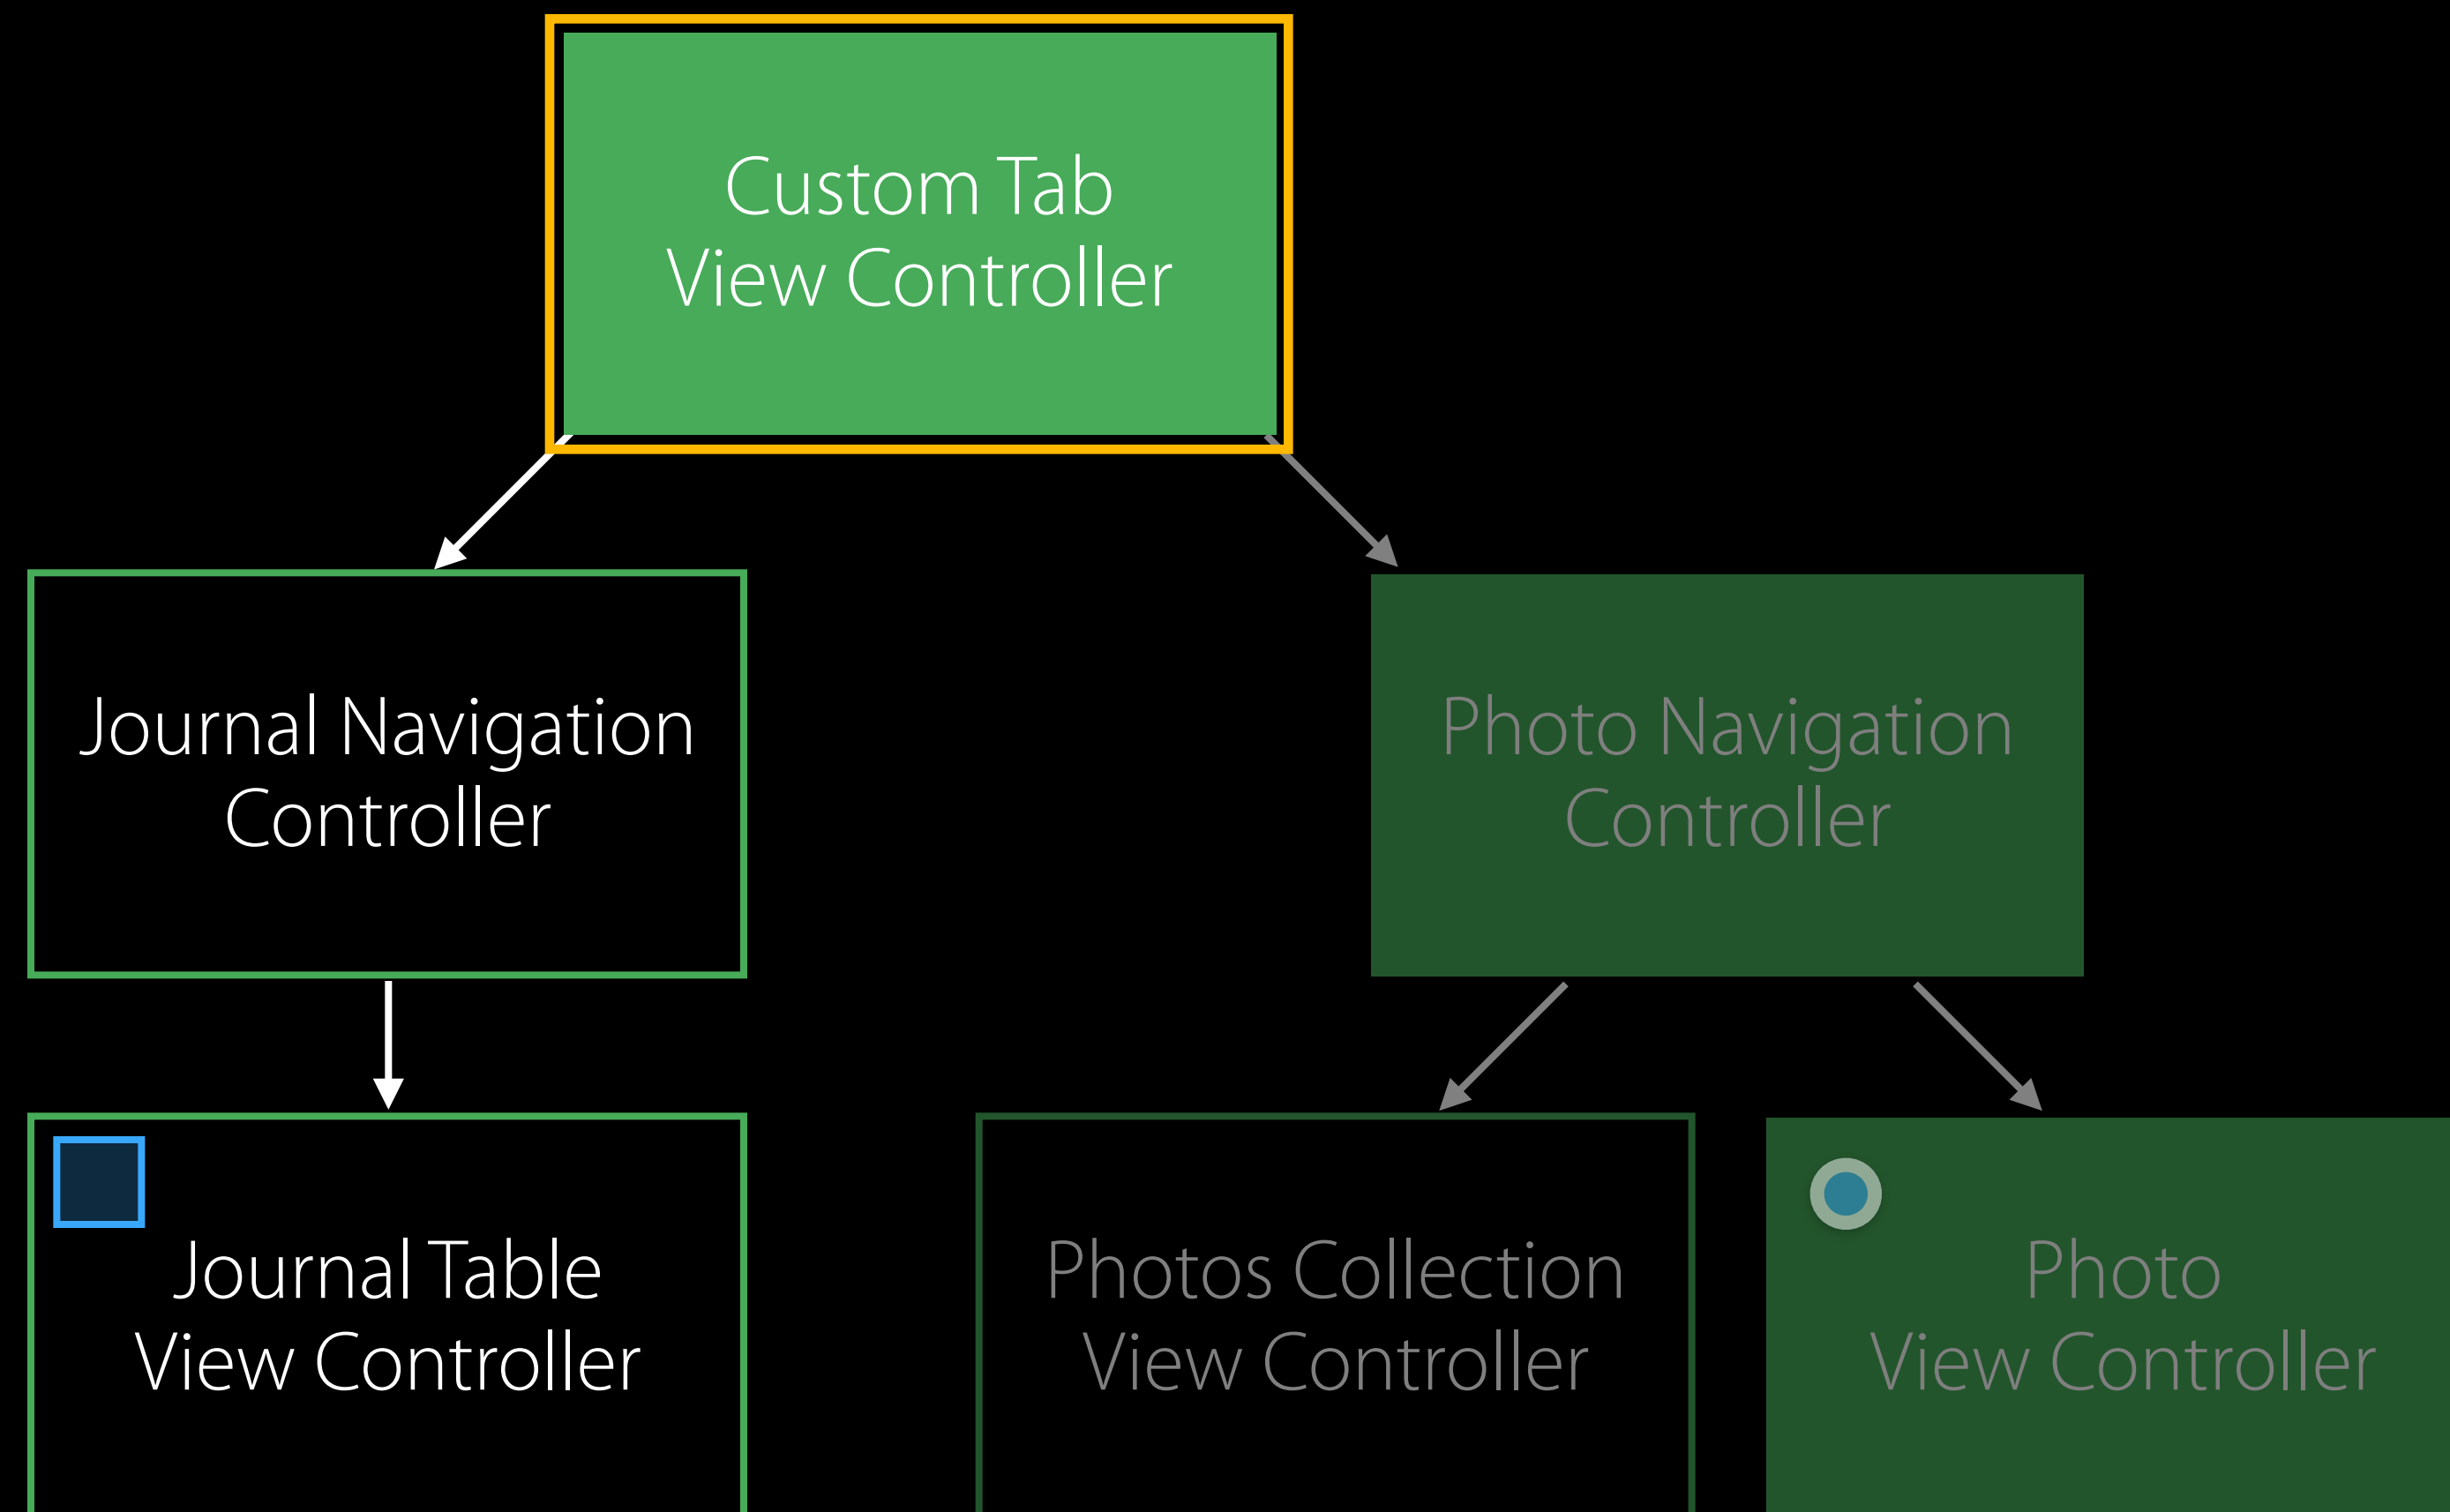 Custom Tab
View Controller
Journal Navigation
Controller
Photo Navigation
Controller
Journal Table
View Controller
Photos Collection
View Controller
Photo
View Controller